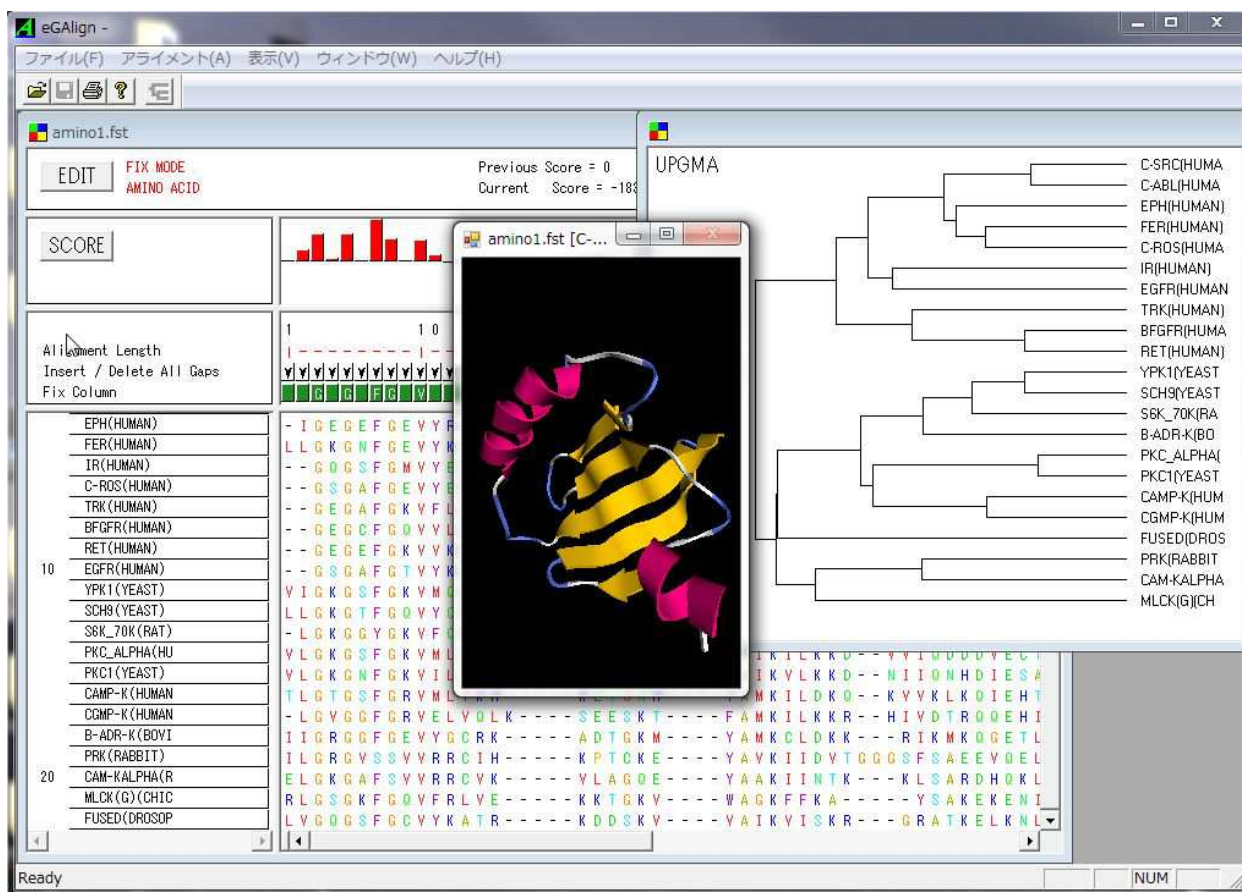 eGAlign -
ファイル(F) アライメント(A) 表示(V) ウィンドウ(W) ヘルプ(H)
amino1.fst
EDIT
FIX MODE
AMINO ACID
Previous Score = 0
Current Score = -183
SCORE
Alignment Length
Insert / Delete All Gaps
Fix Column
1 10
G G FG V
EPH(HUMAN) - I G E G E F G E V Y R
FER(HUMAN) L L G K G N F G E V Y K
IR(HUMAN) - - G Q G S F G M V Y E
C-ROS(HUMAN) - - G S G A F G E V Y E
TRK(HUMAN) - - G E G A F G K V F L
BFGFR(HUMAN) - - G E G C F G Q V V L
RET(HUMAN) - - G E G E F G K V V K
10 EGFR(HUMAN) - - G S G A F G T V Y K
YPK1(YEAST) V I G K G S F G K V M Q
SCH9(YEAST) L L G K G T F G Q V Y
S6K_70K(RAT) - L G K G G Y G K V F
PKC_ALPHA(HU V L G K G S F G K V M L
PKC1(YEAST) V L G K G N F G K V I L I K V L K K D - - N I I Q N H D I E S
CAMP-K(HUMAN T L G T G S F G R V M L M K I L D K Q - - K V V K L K Q I E H T
CGMP-K(HUMAN - L G V G G F G R V E L V Q L K - - - - - S E E S K T - - - - F A M K I L K K R - - H I V D T R Q Q E H I
B-ADR-K(BOVI I I G R G G F G E V Y G C R K - - - - - A D T G K M - - - - Y A M K C L D K K - - R I K M K Q G E T L
PRK(RABBIT) I L G R G V S S V V R R C I H - - - - - K P T C K E - - - - Y A V K I I D V T G G G S F S A E E V Q E L
20 CAM-KALPHA(R E L G K G A F S V V R R C V K - - - - - V L A G Q E - - - - Y A A K I I N T K - - - K L S A R D H Q K L
MLCK(G)(CHIC R L G S G K F G Q V F R L V E - - - - - K K T G K V - - - - W A G K F F K A - - - - - Y S A K E K E N I
FUSED(DROSOP L V G Q G S F G C V Y K A T R - - - - - K D D S K V - - - - V A I K V I S K R - - - G R A T K E L K N L
amino1.fst [C-...
UPGMA
C-SRC(HUMA
C-ABL(HUMA
EPH(HUMAN)
FER(HUMAN)
C-ROS(HUMA
IR(HUMAN)
EGFR(HUMAN
TRK(HUMAN)
BFGFR(HUMA
RET(HUMAN)
YPK1(YEAST
SCH9(YEAST
S6K_70K(RA
B-ADR-K(BO
PKC_ALPHA(
PKC1(YEAST
CAMP-K(HUM
CGMP-K(HUM
FUSED(DROS
PRK(RABBIT
CAM-KALPHA
MLCK(G)(CH
Ready
NUM